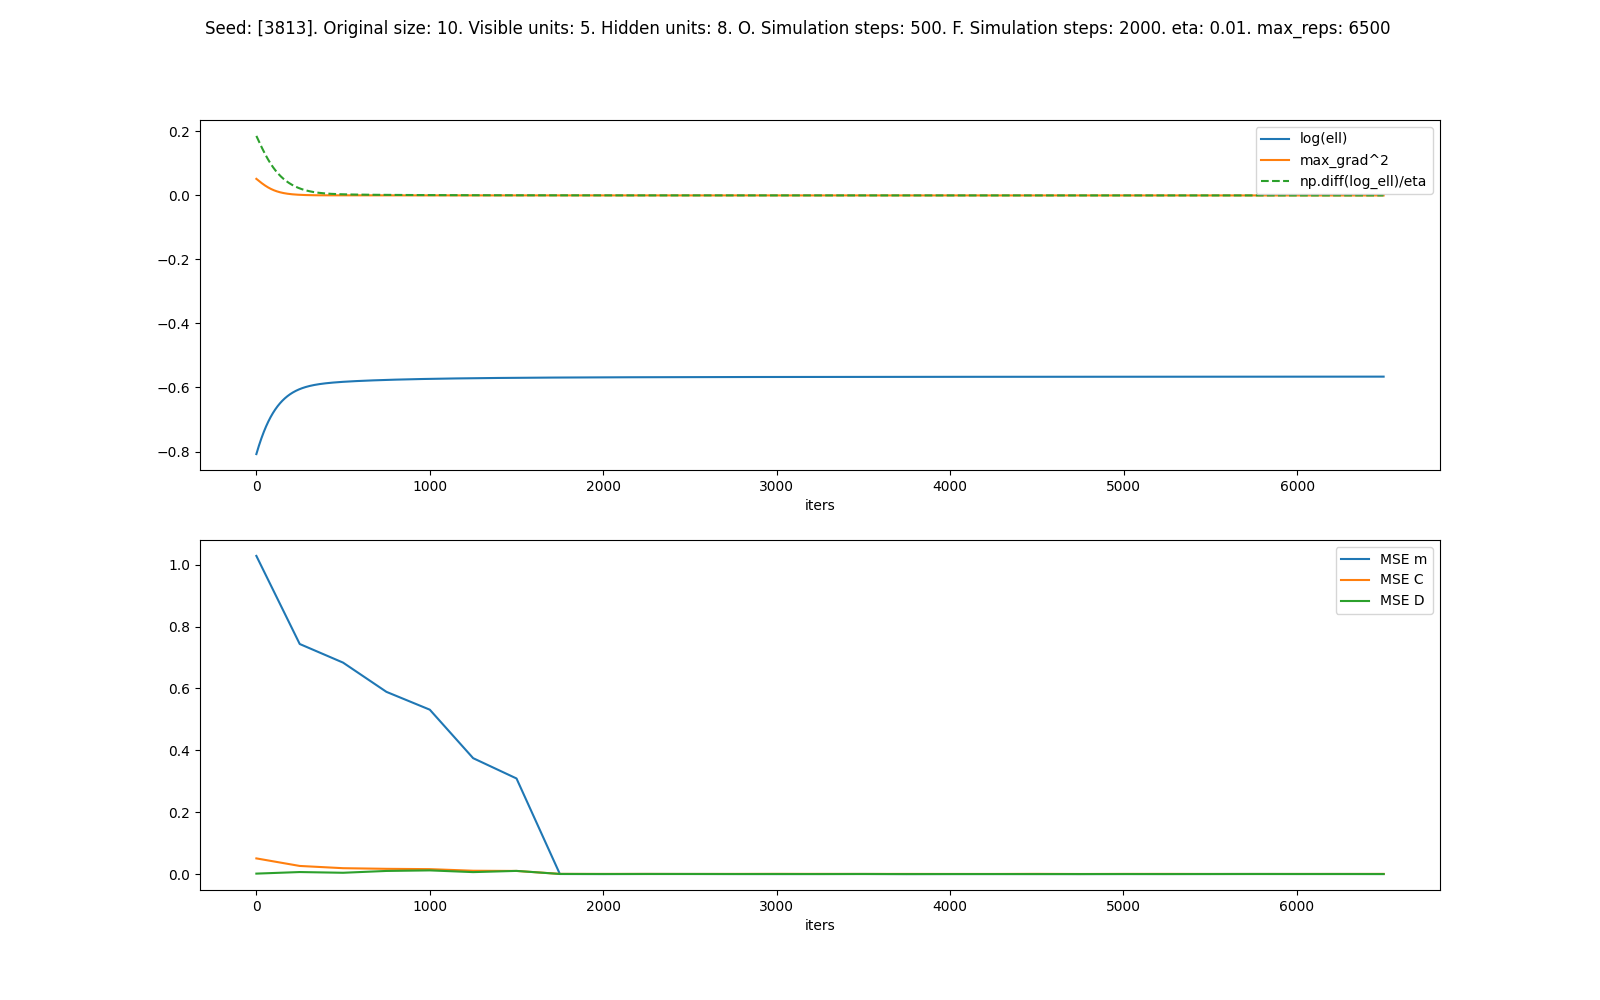 Seed: [3813]. Original size: 10. Visible units: 5. Hidden units: 8. O. Simulation steps: 500. F. Simulation steps: 2000. eta: 0.01. max_reps: 6500
0.2
0.0
−0.2
−0.4
−0.6
−0.8
log(ell)
max_grad^2
np.diff(log_ell)/eta
0 1000 2000 3000 4000 5000 6000
iters
1.0
0.8
0.6
0.4
0.2
0.0
MSE m
MSE C
MSE D
0 1000 2000 3000 4000 5000 6000
iters